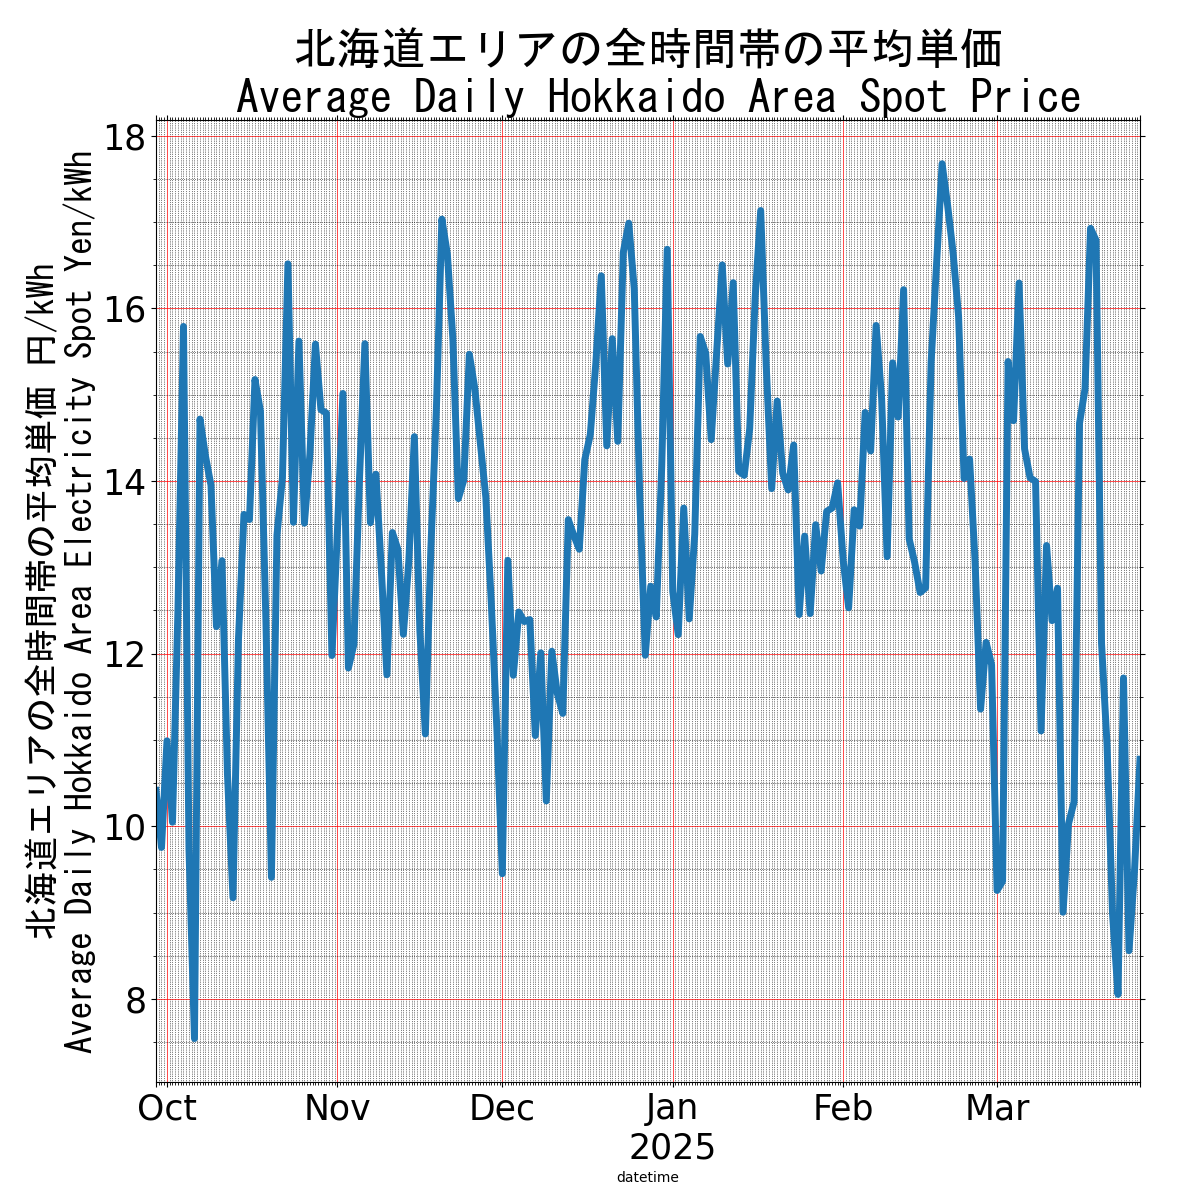 北海道エリアの全時間帯の平均単価
Average Daily Hokkaido Area Spot Price
北海道エリアの全時間帯の平均単価 円/kWh
Average Daily Hokkaido Area Electricity Spot Yen/kWh
18
16
14
12
10
8
Oct Nov Dec Jan Feb Mar
2025
datetime